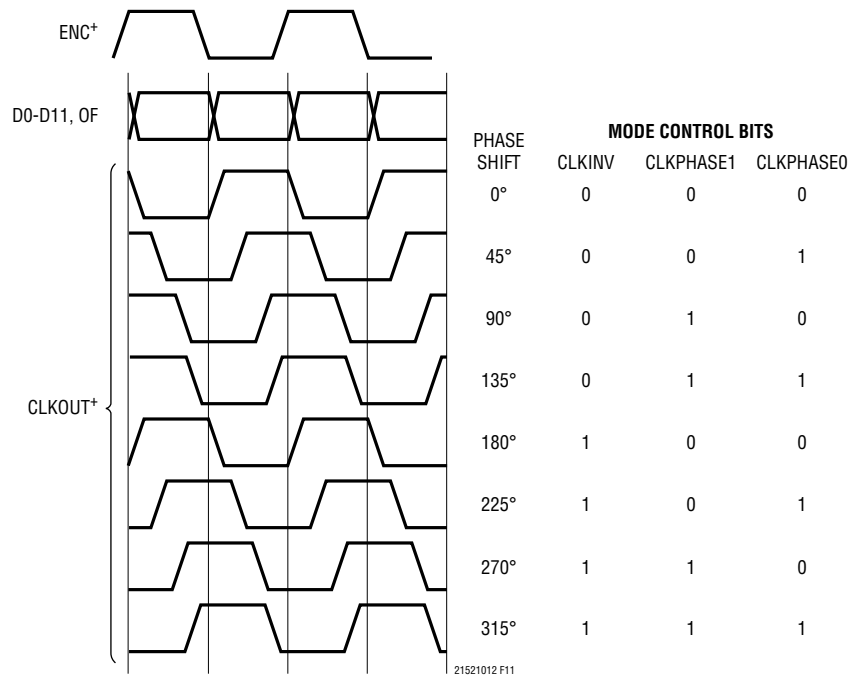 ENC+
D0-D11, OF
CLKOUT+
PHASE SHIFT
MODE CONTROL BITS
CLKINV CLKPHASE1 CLKPHASE0
0° 0 0 0
45° 0 0 1
90° 0 1 0
135° 0 1 1
180° 1 0 0
225° 1 0 1
270° 1 1 0
315° 1 1 1
21521012 F11